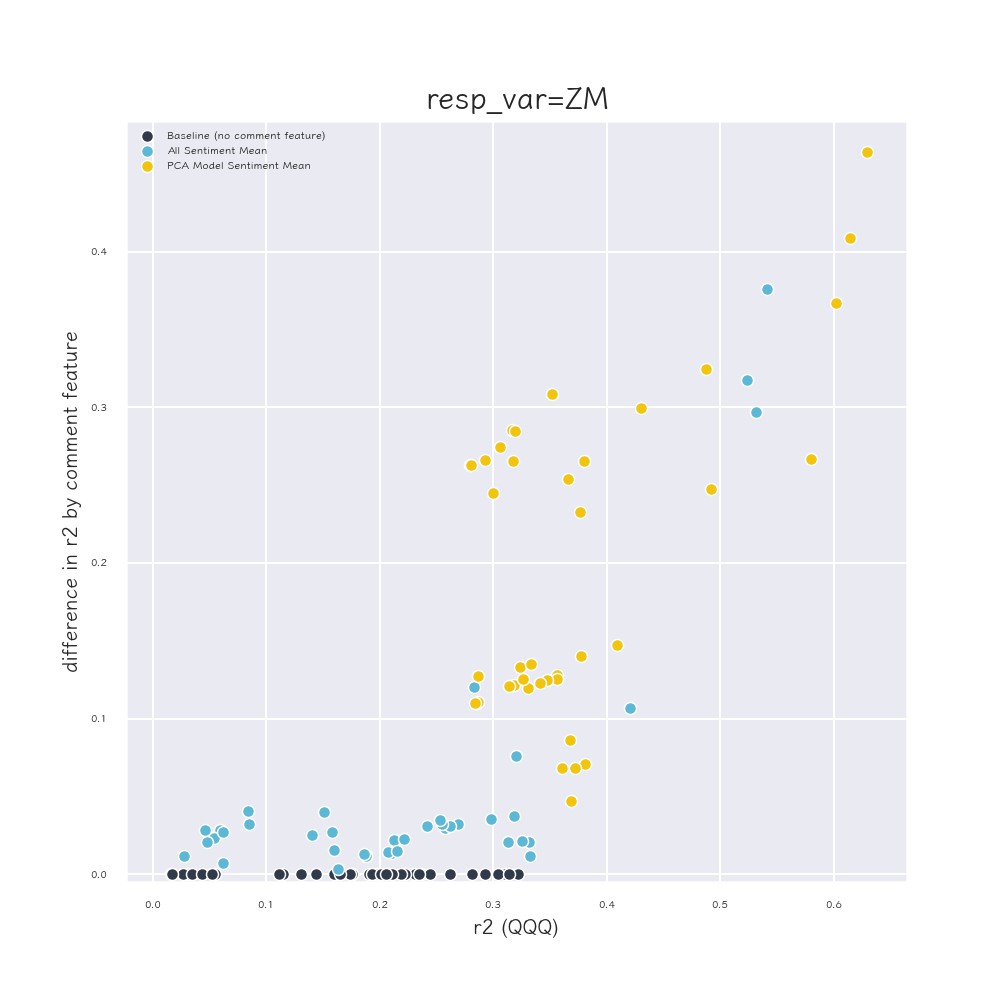 resp_var=ZM
Baseline (no comment feature)
All Sentiment Mean
PCA Model Sentiment Mean
difference in r2 by comment feature
0.4
0.3
0.2
0.1
0.0
0.0 0.1 0.2 0.3 0.4 0.5 0.6
r2 (QQQ)